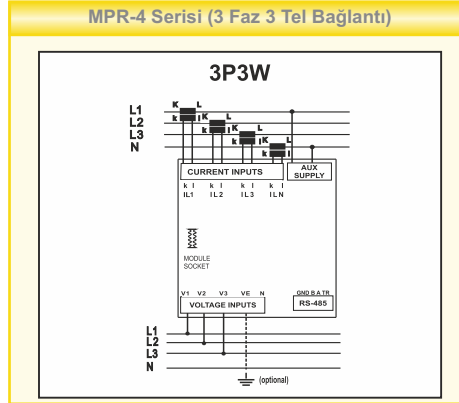 MPR-4 Serisi (3 Faz 3 Tel Bağlantı)
3P3W
K L
L1
k l K L
L2
k l K L
L3
k l K L
N
k l
CURRENT INPUTS
AUX
SUPPLY
k l k l k l k l
IL1 IL2 IL3 ILN
MODULE
SOCKET
V1 V2 V3 VE N
GND B A TR
VOLTAGE INPUTS
RS-485
L1
L2
L3
N
(optional)